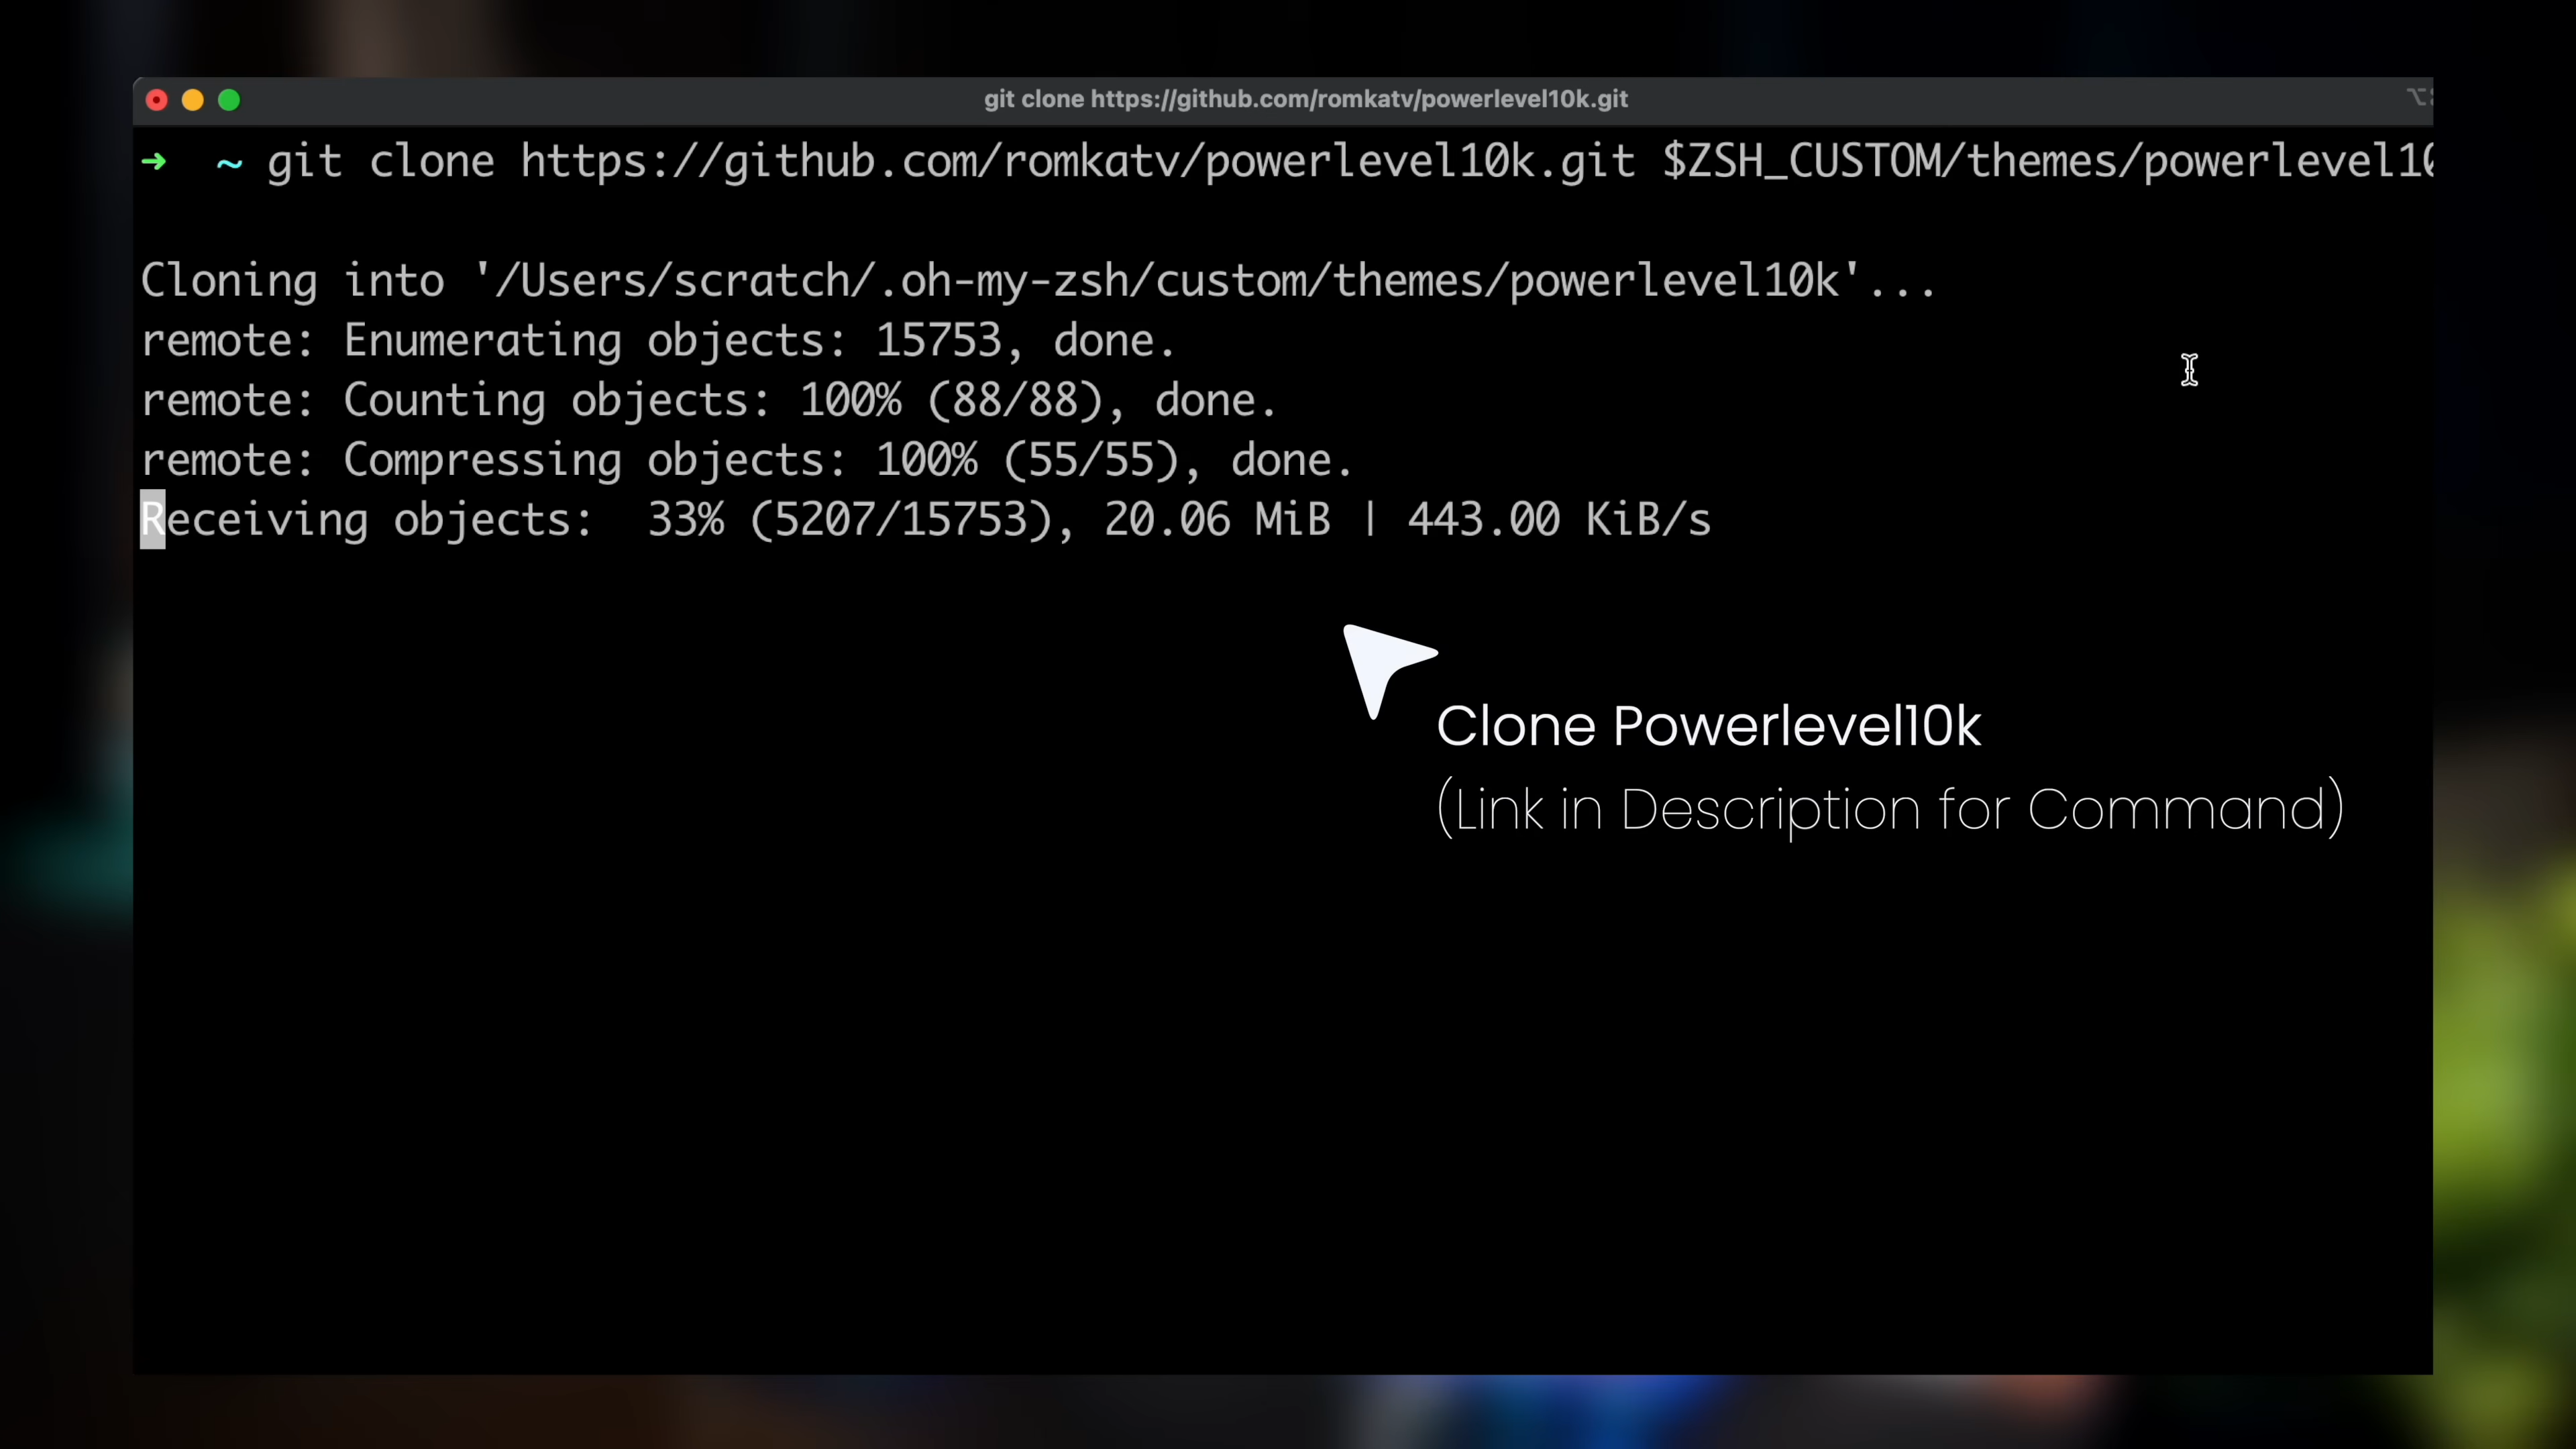 git clone https://github.com/romkatv/powerlevel10k.git
➜ ~ git clone https://github.com/romkatv/powerlevel10k.git $ZSH_CUSTOM/themes/powerlevel10
Cloning into '/Users/scratch/.oh-my-zsh/custom/themes/powerlevel10k'...
remote: Enumerating objects: 15753, done.
remote: Counting objects: 100% (88/88), done.
remote: Compressing objects: 100% (55/55), done.
Receiving objects:  33% (5207/15753), 20.06 MiB | 443.00 KiB/s
Clone Powerlevel10k
(Link in Description for Command)